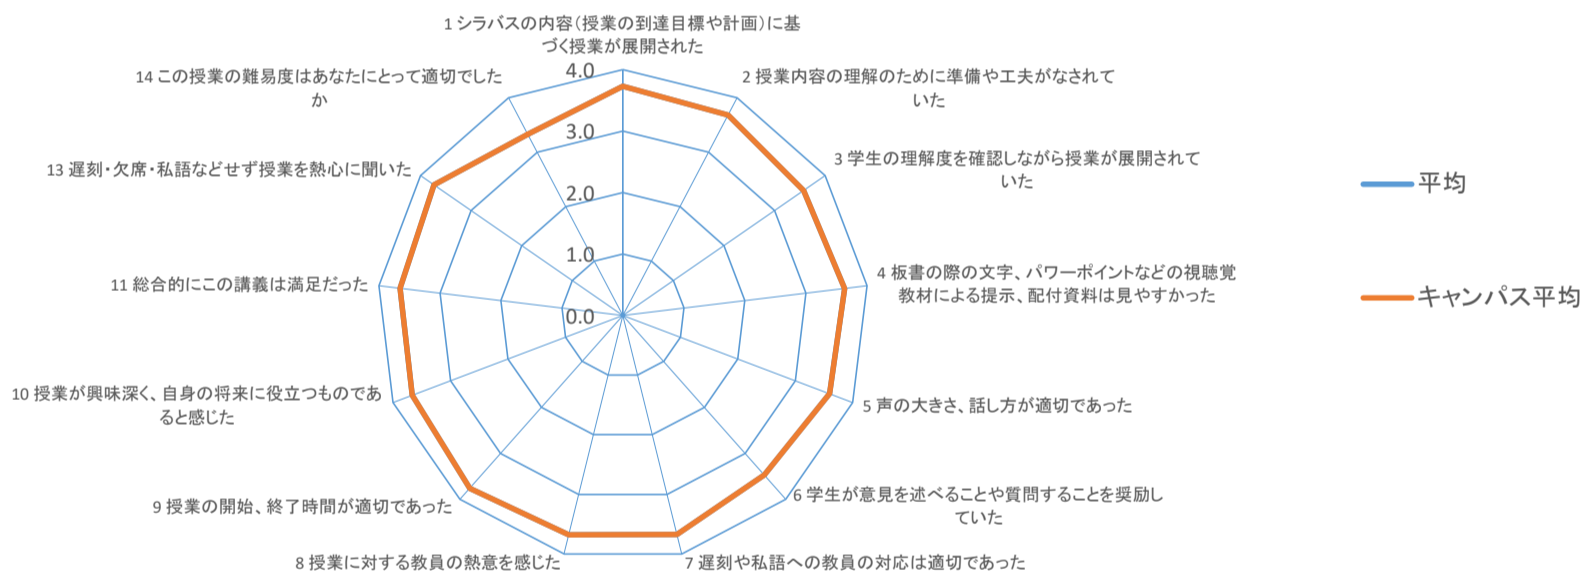 1 シラバスの内容（授業の到達目標や計画）に基
づく授業が展開された
2 授業内容の理解のために準備や工夫がなされて
いた
3 学生の理解度を確認しながら授業が展開されて
いた
4 板書の際の文字、パワーポイントなどの視聴覚
教材による提示、配付資料は見やすかった
5 声の大きさ、話し方が適切であった
6 学生が意見を述べることや質問することを奨励し
ていた
7 遅刻や私語への教員の対応は適切であった
8 授業に対する教員の熱意を感じた
9 授業の開始、終了時間が適切であった
10 授業が興味深く、自身の将来に役立つものであ
ると感じた
11 総合的にこの講義は満足だった
13 遅刻・欠席・私語などせず授業を熱心に聞いた
14 この授業の難易度はあなたにとって適切でした
か
4.0
3.0
2.0
1.0
0.0
平均
キャンパス平均